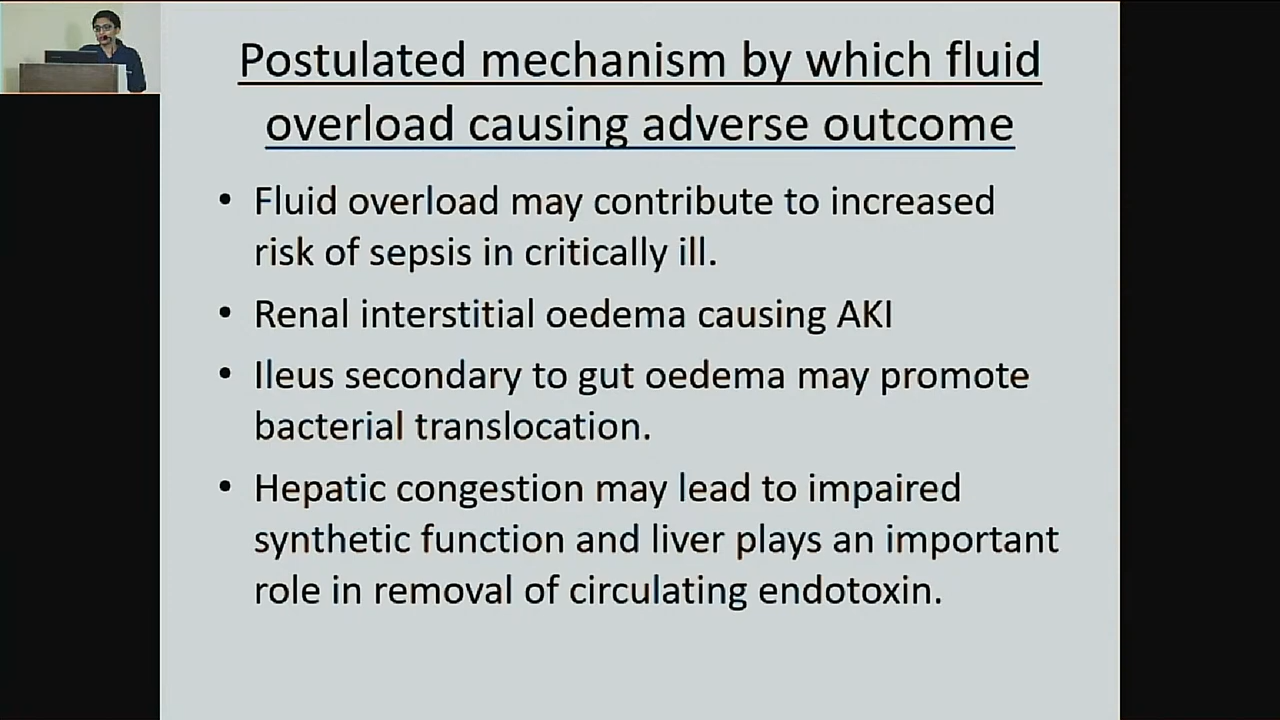 Postulated mechanism by which fluid
overload causing adverse outcome
• Fluid overload may contribute to increased
risk of sepsis in critically ill.
• Renal interstitial oedema causing AKI
• Ileus secondary to gut oedema may promote
bacterial translocation.
• Hepatic congestion may lead to impaired
synthetic function and liver plays an important
role in removal of circulating endotoxin.